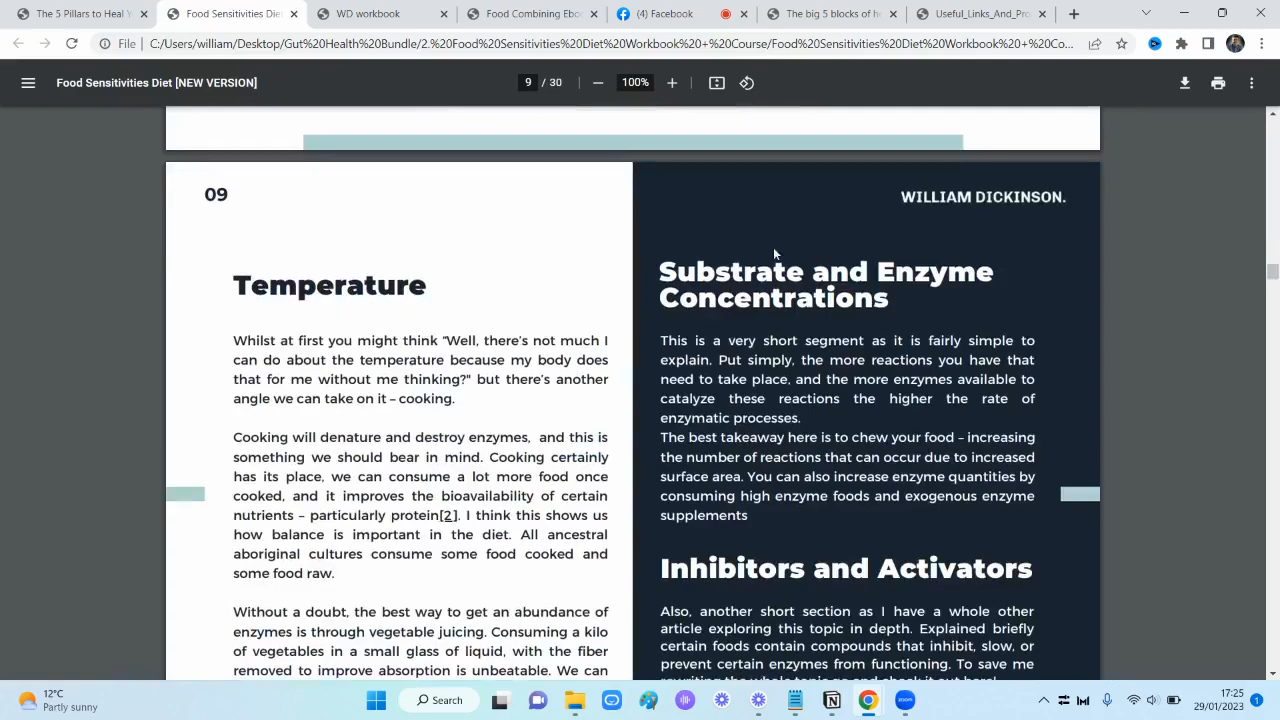 The 5 Pillars to Heal Y
Food Sensitivities Die
WD workbook
Food Combining Ebo
(4) Facebook
The big 5 blocks of he
Useful_Links_And_Pro
File
C:/Users/william/Desktop/Gut%20Health%20Bundle/2.%20Food%20Sensitivities%20Diet%20Workbook%20+%20Course/Food%20Sensitivities%20Diet%20Workbook%20+%20Co...
Food Sensitivities Diet [NEW VERSION]
9 / 30
100%
09
WILLIAM DICKINSON.
Temperature
Whilst at first you might think "Well, there's not much I
can do about the temperature because my body does
that for me without me thinking?" but there's another
angle we can take on it – cooking.
Cooking will denature and destroy enzymes, and this is
something we should bear in mind. Cooking certainly
has its place, we can consume a lot more food once
cooked, and it improves the bioavailability of certain
nutrients – particularly protein[2]. I think this shows us
how balance is important in the diet. All ancestral
aboriginal cultures consume some food cooked and
some food raw.
Without a doubt, the best way to get an abundance of
enzymes is through vegetable juicing. Consuming a kilo
of vegetables in a small glass of liquid, with the fiber
removed to improve absorption is unbeatable. We can
Substrate and Enzyme
Concentrations
This is a very short segment as it is fairly simple to
explain. Put simply, the more reactions you have that
need to take place, and the more enzymes available to
catalyze these reactions the higher the rate of
enzymatic processes.
The best takeaway here is to chew your food – increasing
the number of reactions that can occur due to increased
surface area. You can also increase enzyme quantities by
consuming high enzyme foods and exogenous enzyme
supplements
Inhibitors and Activators
Also, another short section as I have a whole other
article exploring this topic in depth. Explained briefly
certain foods contain compounds that inhibit, slow, or
prevent certain enzymes from functioning. To save me
rewriting the whole topic go and check it out here!
12°C
Partly sunny
Search
zoom
17:25
29/01/2023
1